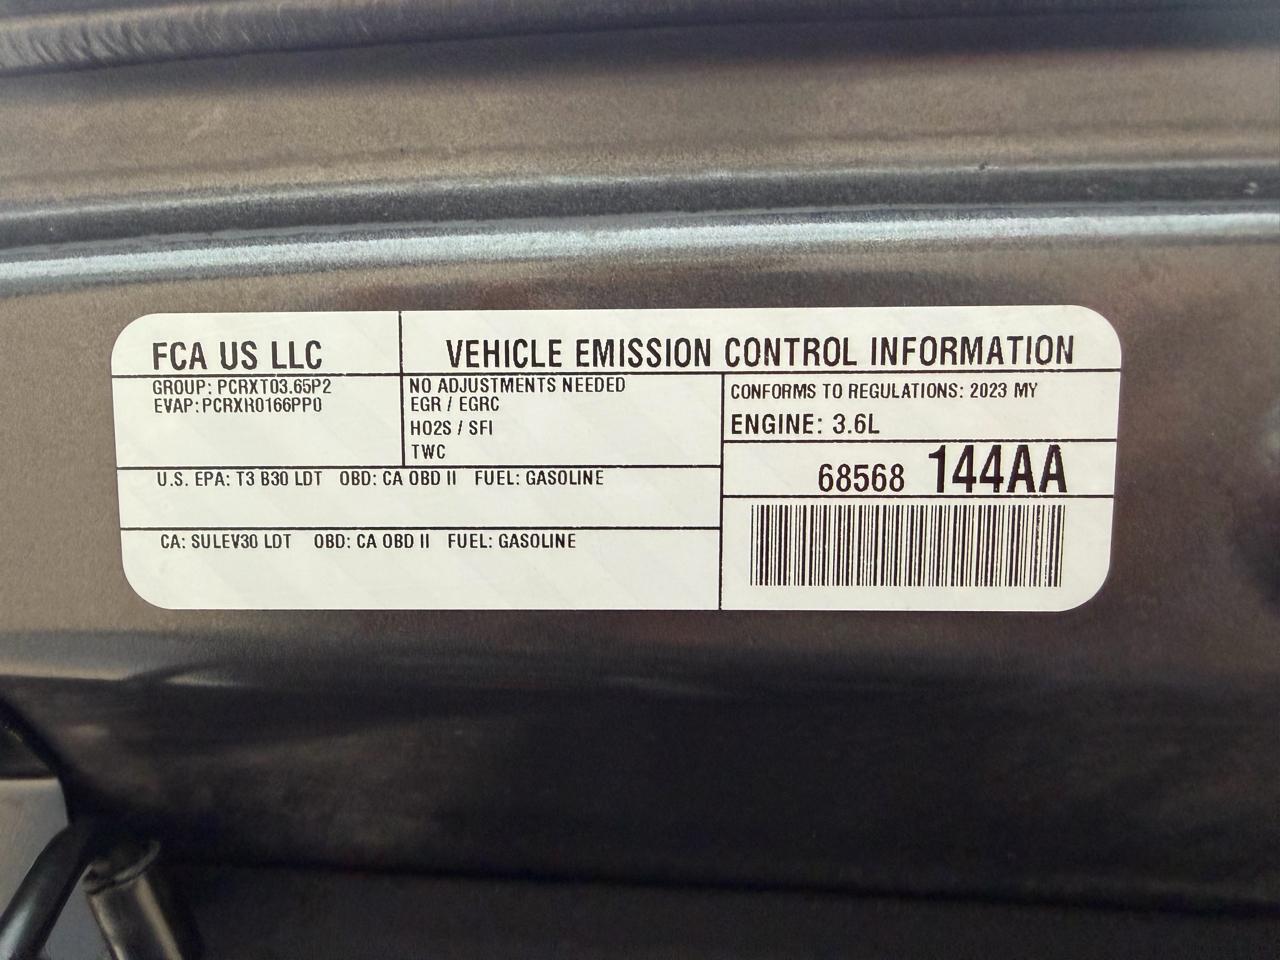 FCA US LLC
VEHICLE EMISSION CONTROL INFORMATION
GROUP: PCRXT03.65P2
EVAP: PCRXR0166PP0
NO ADJUSTMENTS NEEDED
EGR / EGRC
HO2S / SFI
TWC
CONFORMS TO REGULATIONS: 2023 MY
ENGINE: 3.6L
68568 144AA
U.S. EPA: T3 B30 LDT OBD: CA OBD II FUEL: GASOLINE
CA: SULEV30 LDT OBD: CA OBD II FUEL: GASOLINE